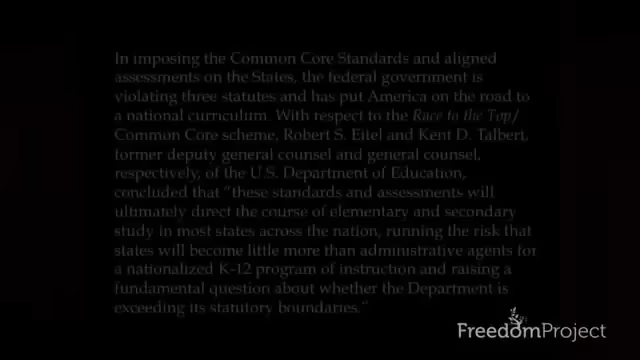 In imposing the Common Core Standards and aligned
assessments on the States, the federal government is
violating three statutes and has put America on the road to
a national curriculum. With respect to the Race to the Top/
Common Core scheme, Robert S. Eitel and Kent D. Talbert,
former deputy general counsel and general counsel,
respectively, of the U.S. Department of Education,
concluded that “these standards and assessments will
ultimately direct the course of elementary and secondary
study in most states across the nation, running the risk that
states will become little more than administrative agents for
a nationalized K-12 program of instruction and raising a
fundamental question about whether the Department is
exceeding its statutory boundaries.“
FreedomProject